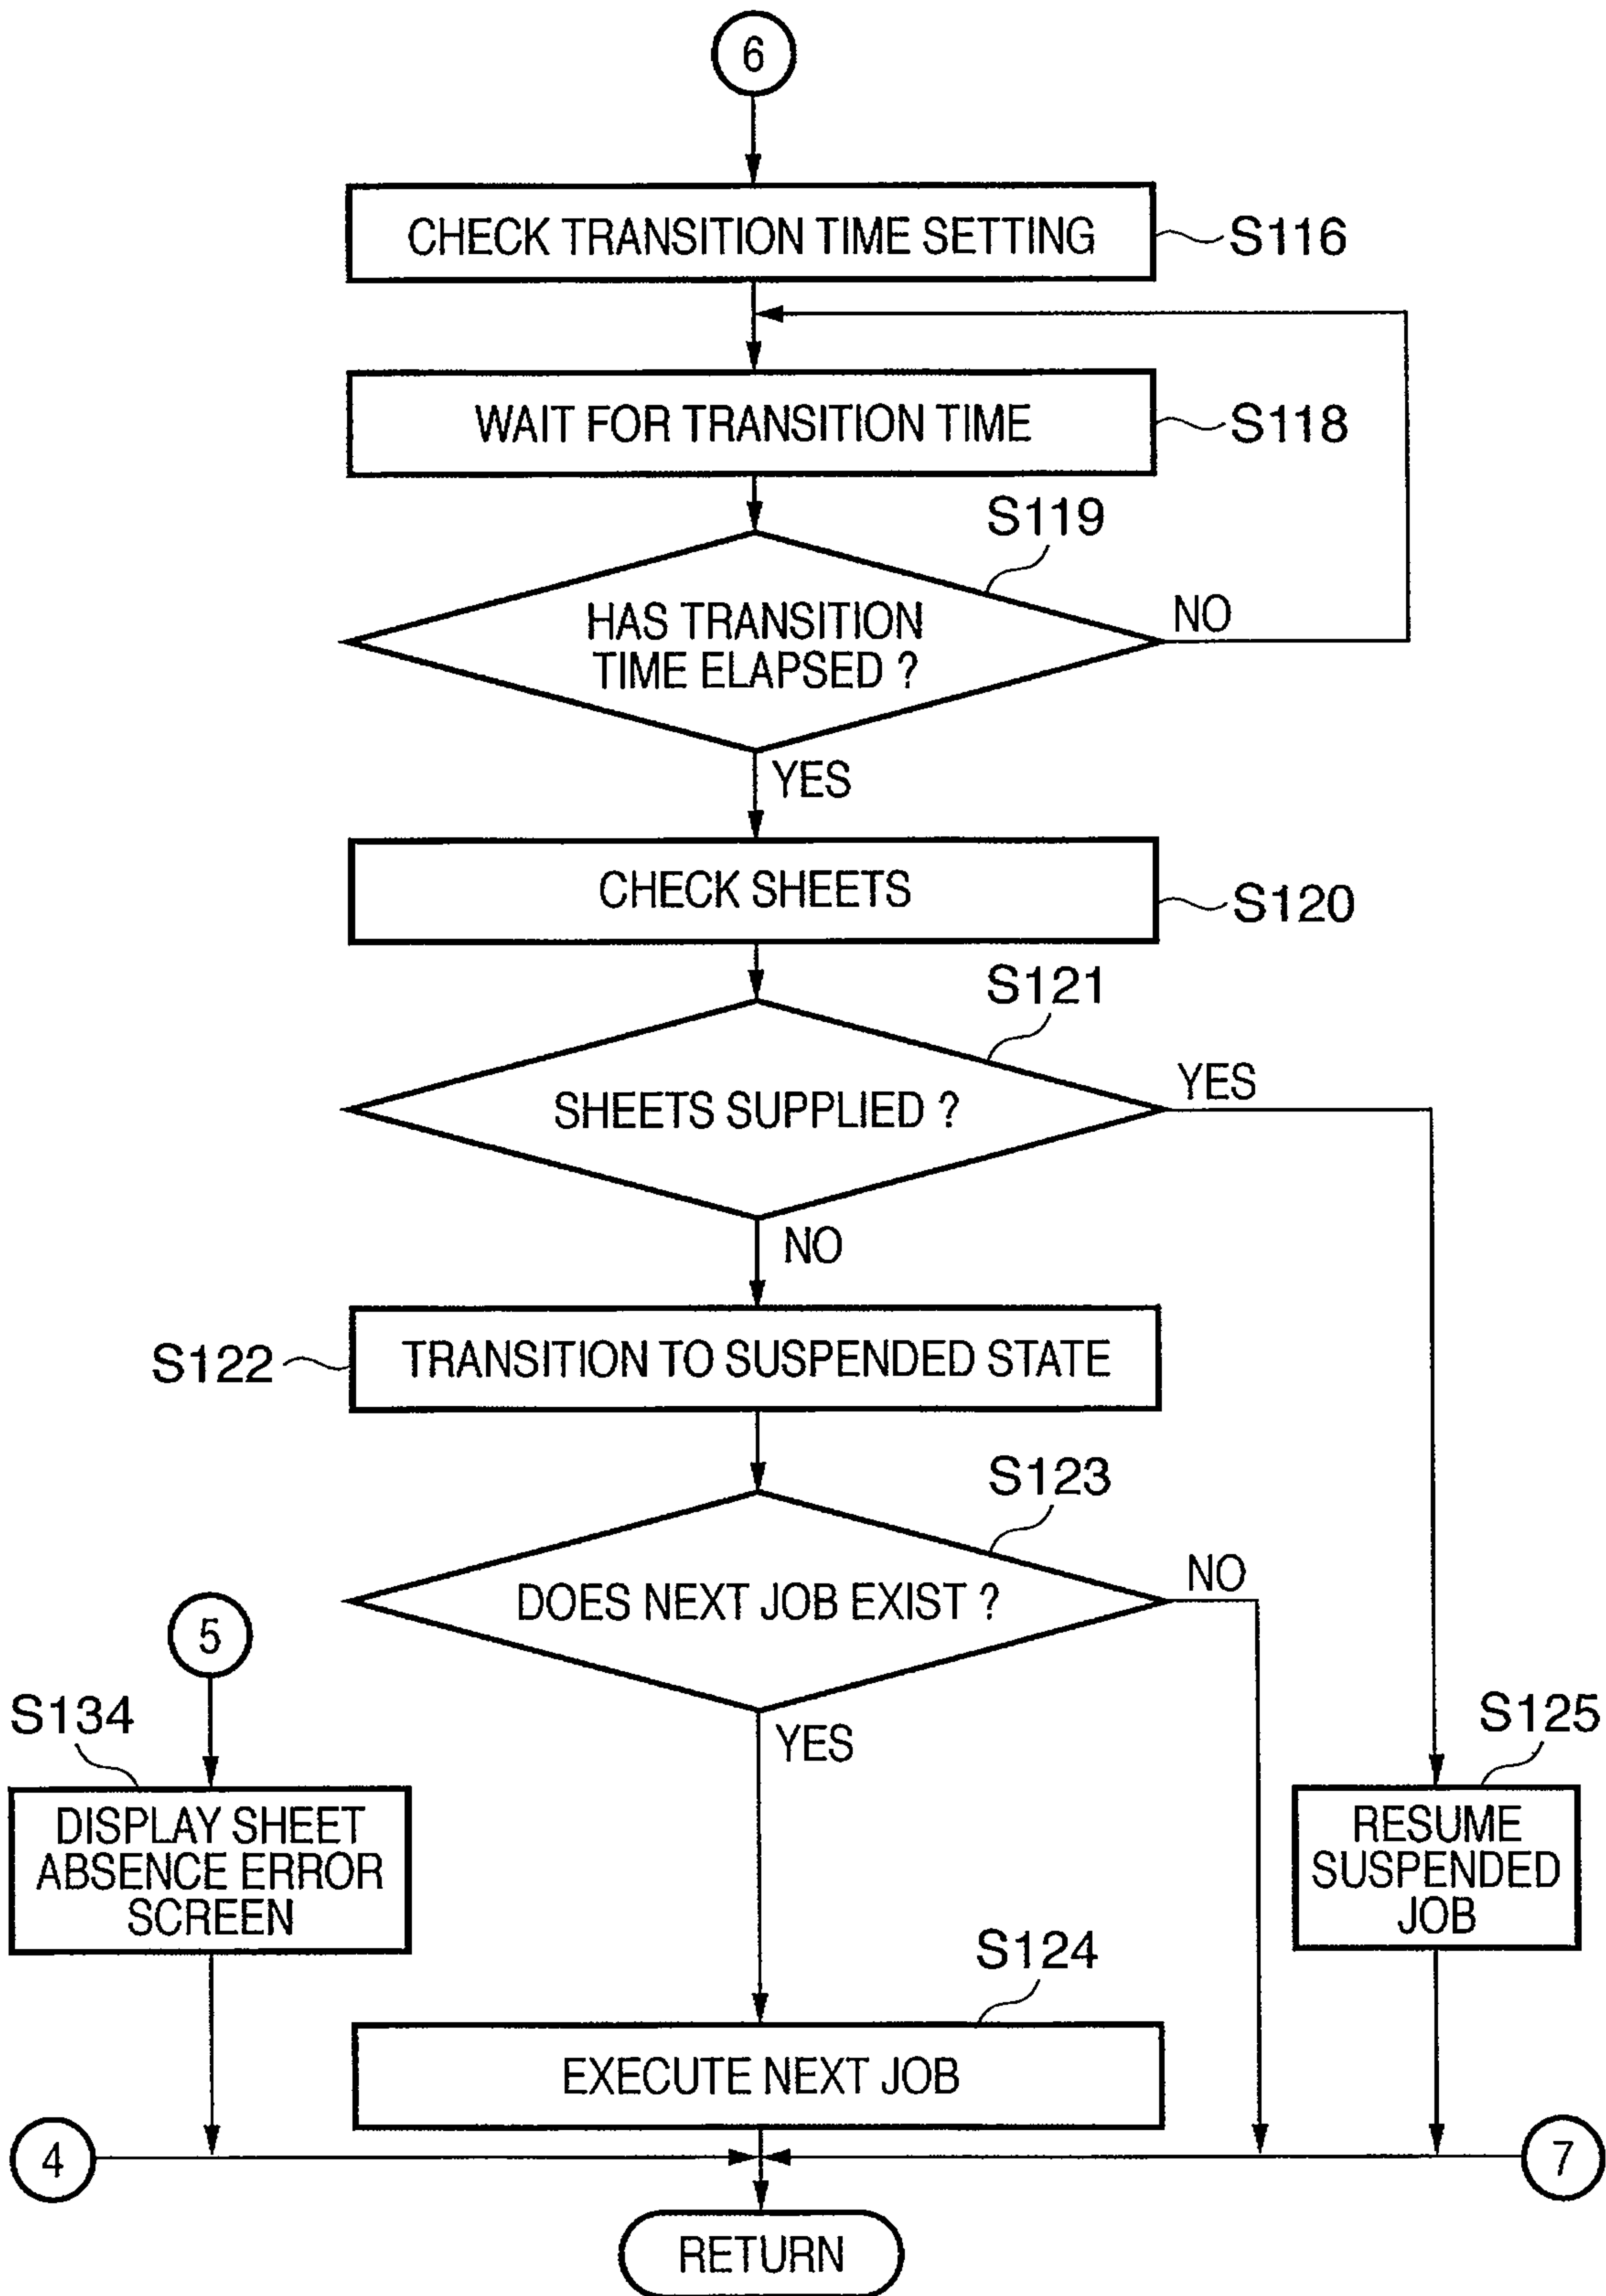 6
CHECK TRANSITION TIME SETTING
S116
WAIT FOR TRANSITION TIME
S118
S119
HAS TRANSITION
TIME ELAPSED ?
NO
YES
CHECK SHEETS
S120
S121
SHEETS SUPPLIED ?
YES
NO
S122
TRANSITION TO SUSPENDED STATE
S123
DOES NEXT JOB EXIST ?
NO
YES
5
S134
DISPLAY SHEET
ABSENCE ERROR
SCREEN
S125
RESUME
SUSPENDED
JOB
S124
EXECUTE NEXT JOB
4
7
RETURN